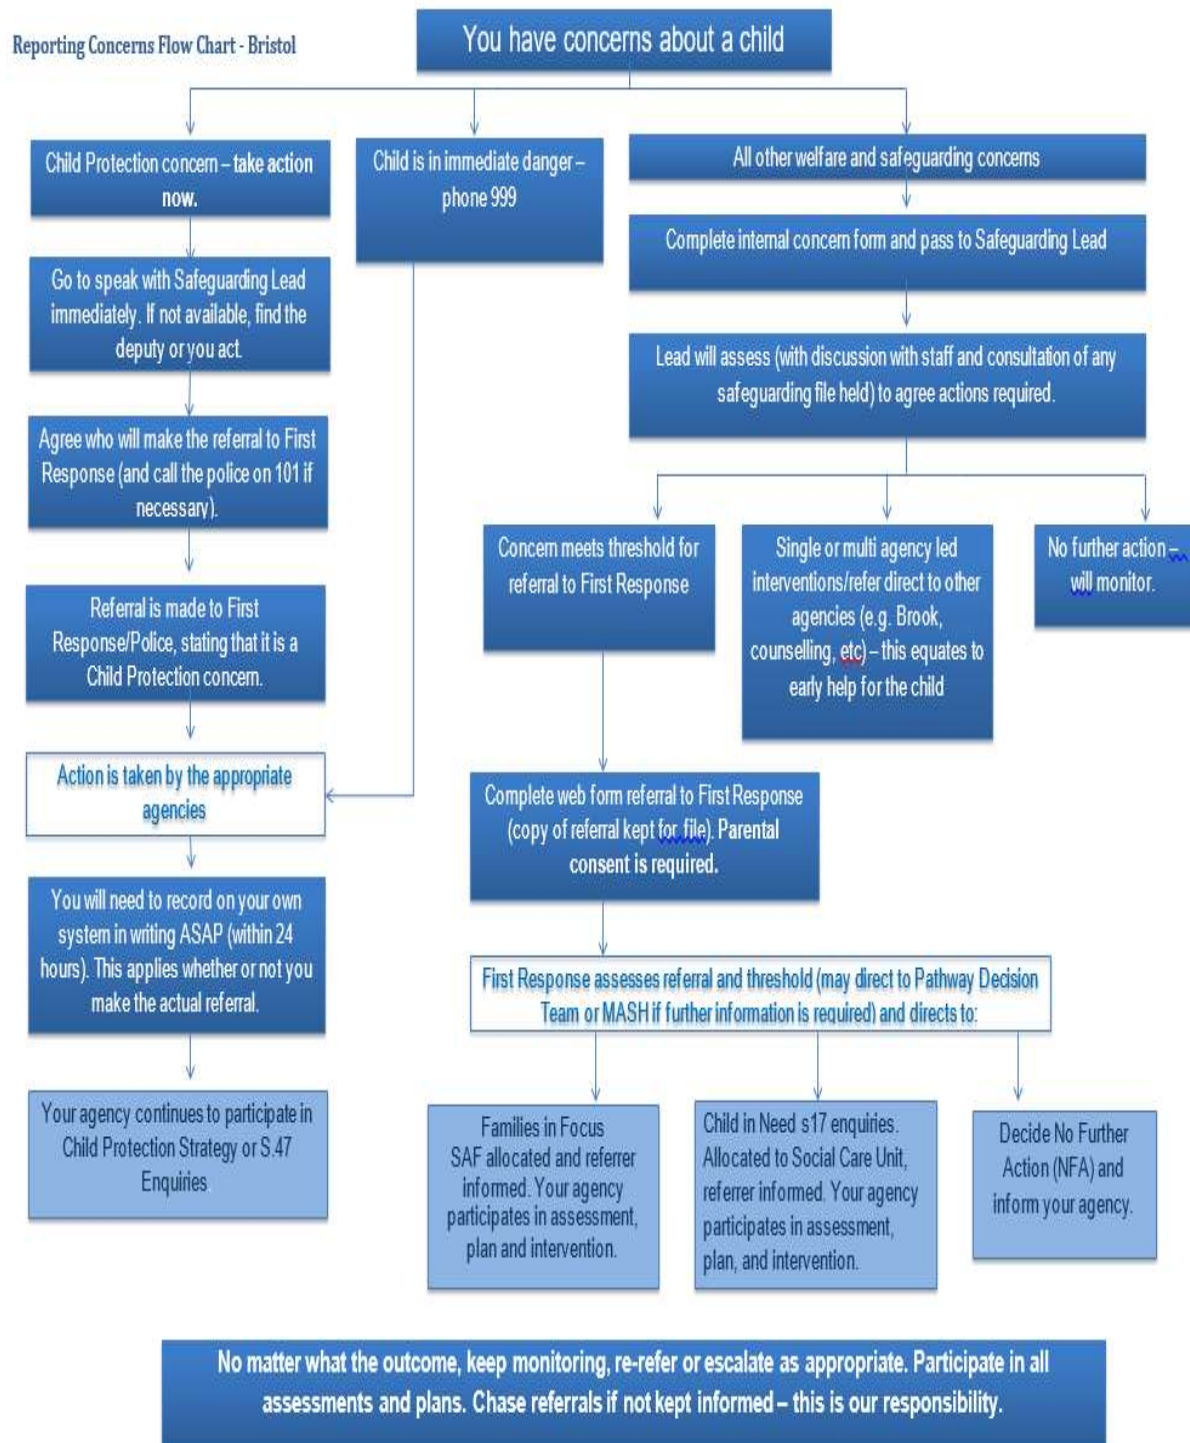 Reporting Concerns Flow Chart - Bristol
You have concerns about a child
Child Protection concern – take action
now.
Child is in immediate danger –
phone 999
All other welfare and safeguarding concerns
Go to speak with Safeguarding Lead
immediately. If not available, find the
deputy or you act.
Complete internal concern form and pass to Safeguarding Lead
Lead will assess (with discussion with staff and consultation of any
safeguarding file held) to agree actions required.
Agree who will make the referral to First
Response (and call the police on 101 if
necessary).
Concern meets threshold for
referral to First Response
Single or multi agency led
interventions/refer direct to other
agencies (e.g. Brook,
counselling, etc) – this equates to
early help for the child
No further action –
will monitor.
Referral is made to First
Response/Police, stating that it is a
Child Protection concern.
Action is taken by the appropriate
agencies
Complete web form referral to First Response
(copy of referral kept for file). Parental
consent is required.
You will need to record on your own
system in writing ASAP (within 24
hours). This applies whether or not you
make the actual referral.
First Response assesses referral and threshold (may direct to Pathway Decision
Team or MASH if further information is required) and directs to:
Your agency continues to participate in
Child Protection Strategy or S.47
Enquiries
Families in Focus
SAF allocated and referrer
informed. Your agency
participates in assessment,
plan and intervention.
Child in Need s17 enquiries.
Allocated to Social Care Unit,
referrer informed. Your agency
participates in assessment,
plan, and intervention.
Decide No Further
Action (NFA) and
inform your agency.
No matter what the outcome, keep monitoring, re-refer or escalate as appropriate. Participate in all
assessments and plans. Chase referrals if not kept informed – this is our responsibility.